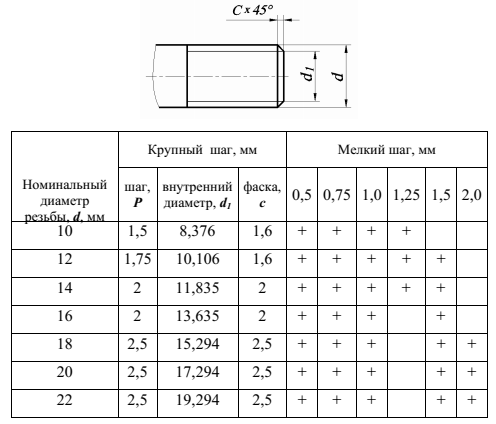 C x 45°
d1
d
Крупный шаг, мм
Мелкий шаг, мм
Номинальный
диаметр
резьбы, d, мм
шаг,
P
внутренний
диаметр, d1
фаска,
c
0,5 0,75 1,0 1,25 1,5 2,0
10 1,5 8,376 1,6 + + + +
12 1,75 10,106 1,6 + + + + +
14 2 11,835 2 + + + + +
16 2 13,635 2 + + + +
18 2,5 15,294 2,5 + + + + +
20 2,5 17,294 2,5 + + + + +
22 2,5 19,294 2,5 + + + + +